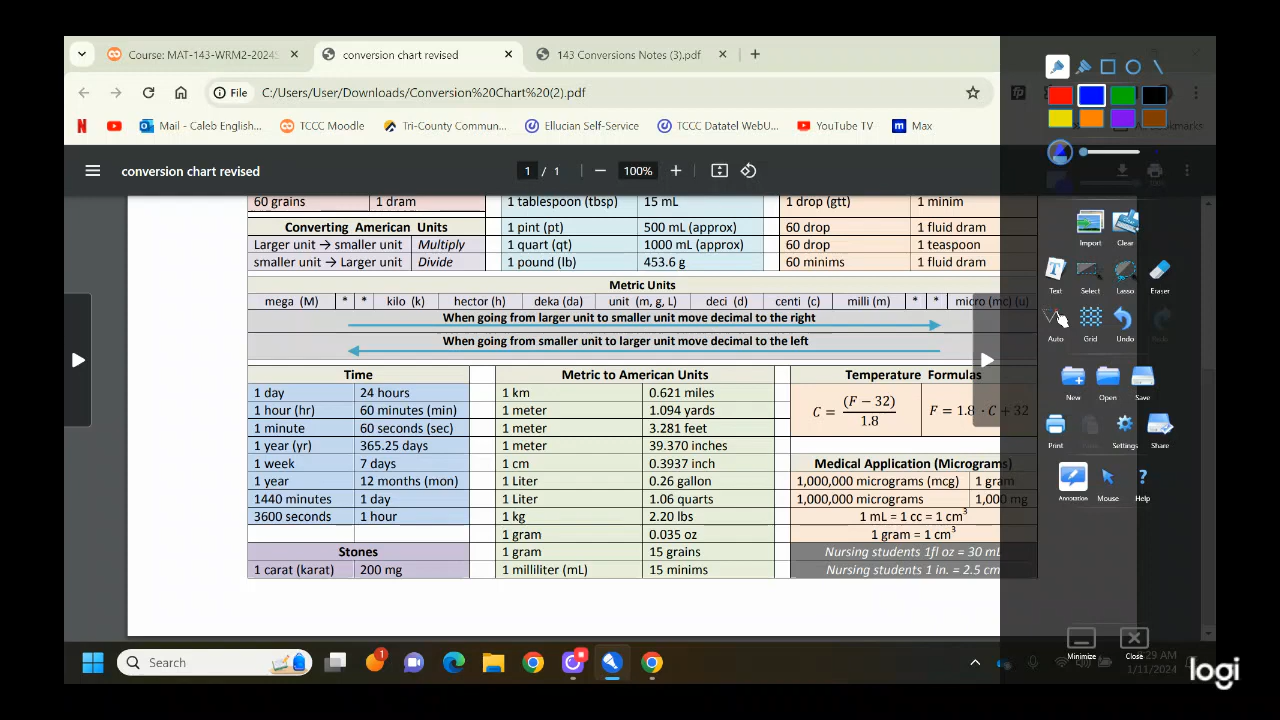 Course: MAT-143-WRM2-2024S
conversion chart revised
143 Conversions Notes (3).pdf
File C:/Users/User/Downloads/Conversion%20Chart%20(2).pdf
Mail - Caleb English...
TCCC Moodle
Tri-County Commun...
Ellucian Self-Service
TCCC Datatel WebU...
YouTube TV
Max
conversion chart revised
1 / 1
100%
60 grains 1 dram
1 tablespoon (tbsp) 15 mL
1 drop (gtt) 1 minim
Converting American Units
Larger unit → smaller unit Multiply
smaller unit → Larger unit Divide
1 pint (pt) 500 mL (approx)
1 quart (qt) 1000 mL (approx)
1 pound (lb) 453.6 g
60 drop 1 fluid dram
60 drop 1 teaspoon
60 minims 1 fluid dram
Metric Units
mega (M) * * kilo (k) hector (h) deka (da) unit (m, g, L) deci (d) centi (c) milli (m) * * micro (mc) (u)
When going from larger unit to smaller unit move decimal to the right
When going from smaller unit to larger unit move decimal to the left
Time
1 day 24 hours
1 hour (hr) 60 minutes (min)
1 minute 60 seconds (sec)
1 year (yr) 365.25 days
1 week 7 days
1 year 12 months (mon)
1440 minutes 1 day
3600 seconds 1 hour
Stones
1 carat (karat) 200 mg
Metric to American Units
1 km 0.621 miles
1 meter 1.094 yards
1 meter 3.281 feet
1 meter 39.370 inches
1 cm 0.3937 inch
1 Liter 0.26 gallon
1 Liter 1.06 quarts
1 kg 2.20 lbs
1 gram 0.035 oz
1 gram 15 grains
1 milliliter (mL) 15 minims
Temperature Formulas
C = (F − 32) / 1.8
F = 1.8 · C + 32
Medical Application (Micrograms)
1,000,000 micrograms (mcg) 1 gram
1,000,000 micrograms 1,000 mg
1 mL = 1 cc = 1 cm³
1 gram = 1 cm³
Nursing students 1fl oz = 30 mL
Nursing students 1 in. = 2.5 cm
Import
Clear
Text
Select
Lasso
Eraser
Auto
Grid
Undo
New
Open
Save
Print
Settings
Share
Annotation
Mouse
Help
Minimize
Close
Search
1
1/11/2024
logi